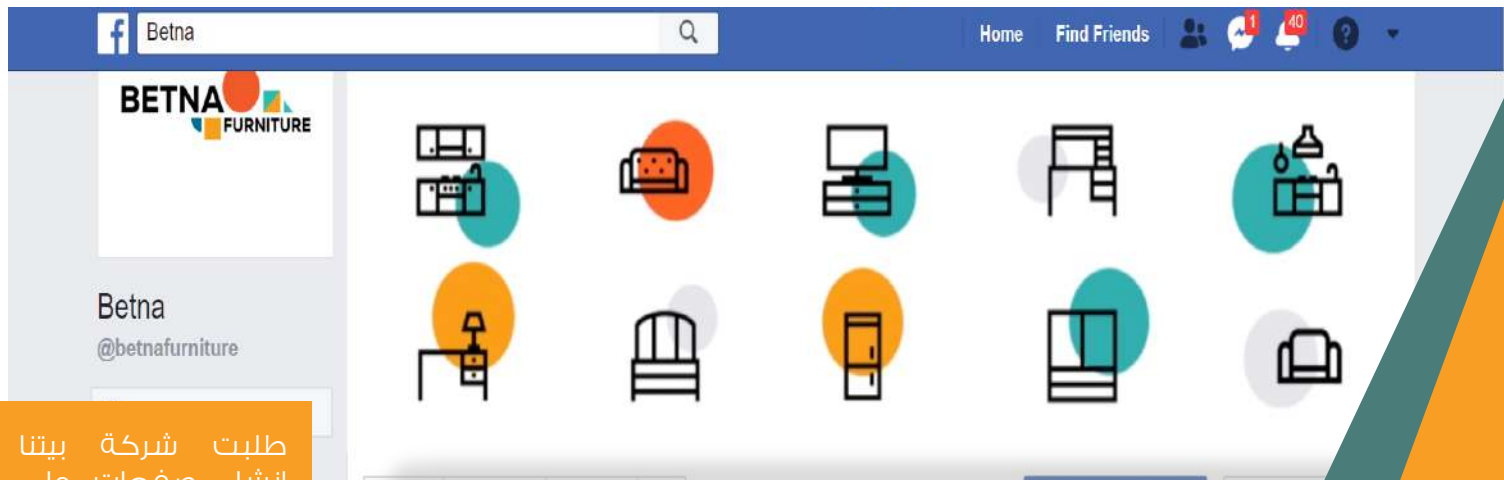 Betna
Home Find Friends 1 40 ?
BETNA
FURNITURE
Betna
@betnafurniture
طلبت شركة بيتنا